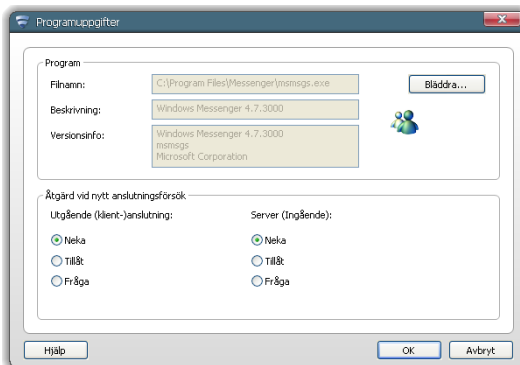 Programuppgifter
Program
Filnamn:
C:\Program Files\Messenger\msmsgs.exe
Bläddra...
Beskrivning:
Windows Messenger 4.7.3000
Versionsinfo:
Windows Messenger 4.7.3000
msmsgs
Microsoft Corporation
Åtgärd vid nytt anslutningsförsök
Utgående (klient-)anslutning:
Server (Ingående):
Neka
Neka
Tillåt
Tillåt
Fråga
Fråga
Hjälp
OK
Avbryt